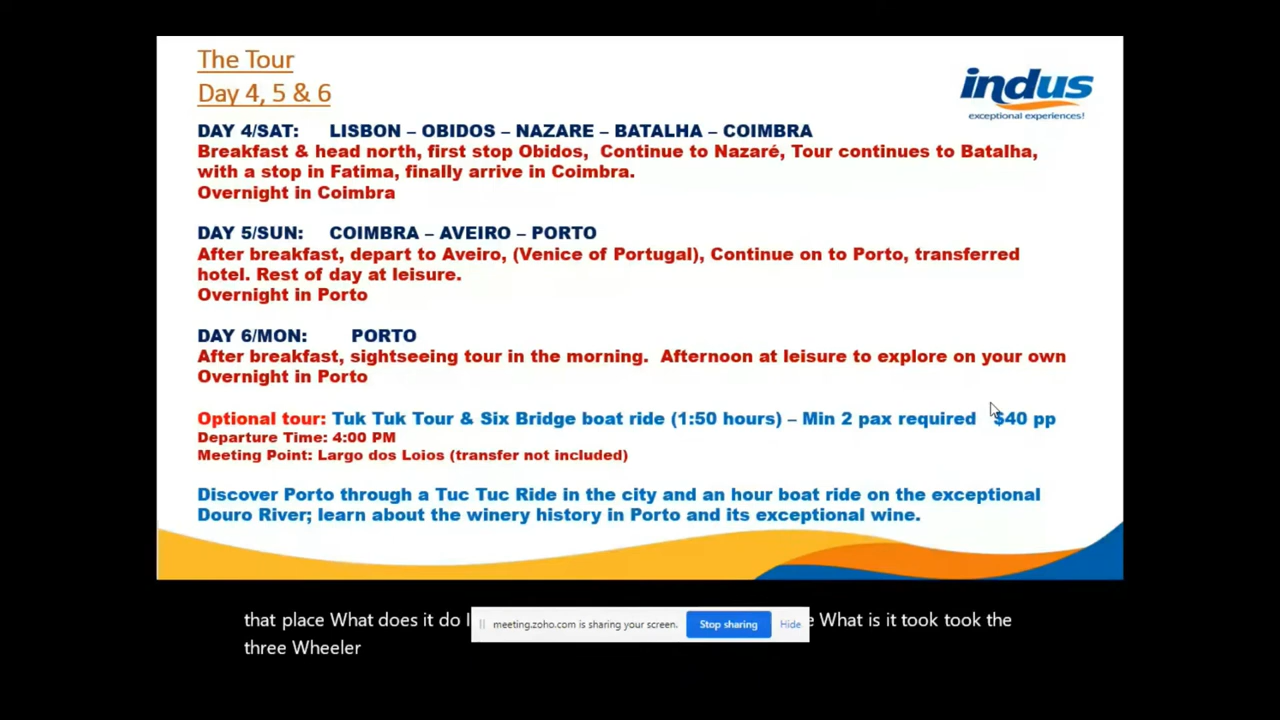 The Tour
Day 4, 5 & 6
indus
exceptional experiences!
DAY 4/SAT: LISBON – OBIDOS – NAZARE – BATALHA – COIMBRA
Breakfast & head north, first stop Obidos, Continue to Nazaré, Tour continues to Batalha,
with a stop in Fatima, finally arrive in Coimbra.
Overnight in Coimbra
DAY 5/SUN: COIMBRA – AVEIRO – PORTO
After breakfast, depart to Aveiro, (Venice of Portugal), Continue on to Porto, transferred
hotel. Rest of day at leisure.
Overnight in Porto
DAY 6/MON: PORTO
After breakfast, sightseeing tour in the morning. Afternoon at leisure to explore on your own
Overnight in Porto
Optional tour: Tuk Tuk Tour & Six Bridge boat ride (1:50 hours) – Min 2 pax required $40 pp
Departure Time: 4:00 PM
Meeting Point: Largo dos Loios (transfer not included)
Discover Porto through a Tuc Tuc Ride in the city and an hour boat ride on the exceptional
Douro River; learn about the winery history in Porto and its exceptional wine.
that place What does it do What is it took took the
meeting.zoho.com is sharing your screen. Stop sharing Hide
three Wheeler